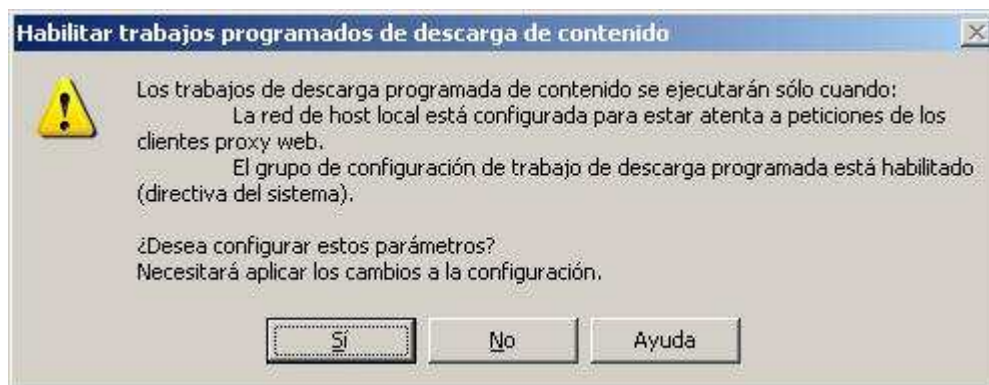 Habilitar trabajos programados de descarga de contenido
Los trabajos de descarga programada de contenido se ejecutarán sólo cuando:
La red de host local está configurada para estar atenta a peticiones de los
clientes proxy web.
El grupo de configuración de trabajo de descarga programada está habilitado
(directiva del sistema).
¿Desea configurar estos parámetros?
Necesitará aplicar los cambios a la configuración.
Sí No Ayuda